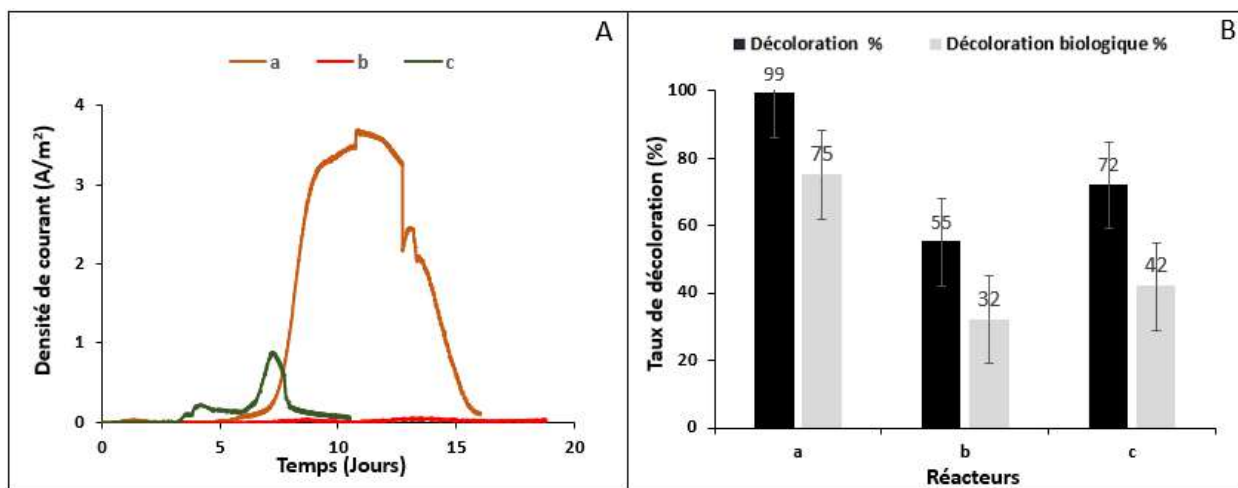 A
a b c
Densité de courant (A/m²)
4
3
2
1
0
0 5 10 15 20
Temps (Jours)
B
Décoloration % Décoloration biologique %
Taux de décoloration (%)
100
80
60
40
20
0
99
75
55
32
72
42
a b c
Réacteurs